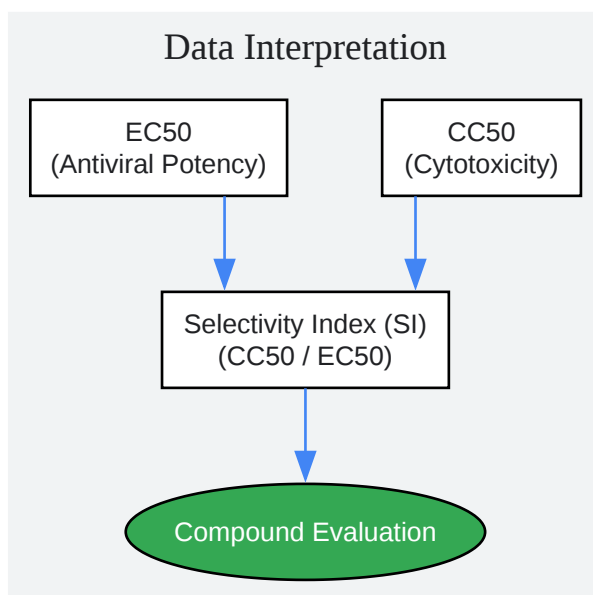 Data Interpretation
EC50
(Antiviral Potency)
CC50
(Cytotoxicity)
Selectivity Index (SI)
(CC50 / EC50)
Compound Evaluation